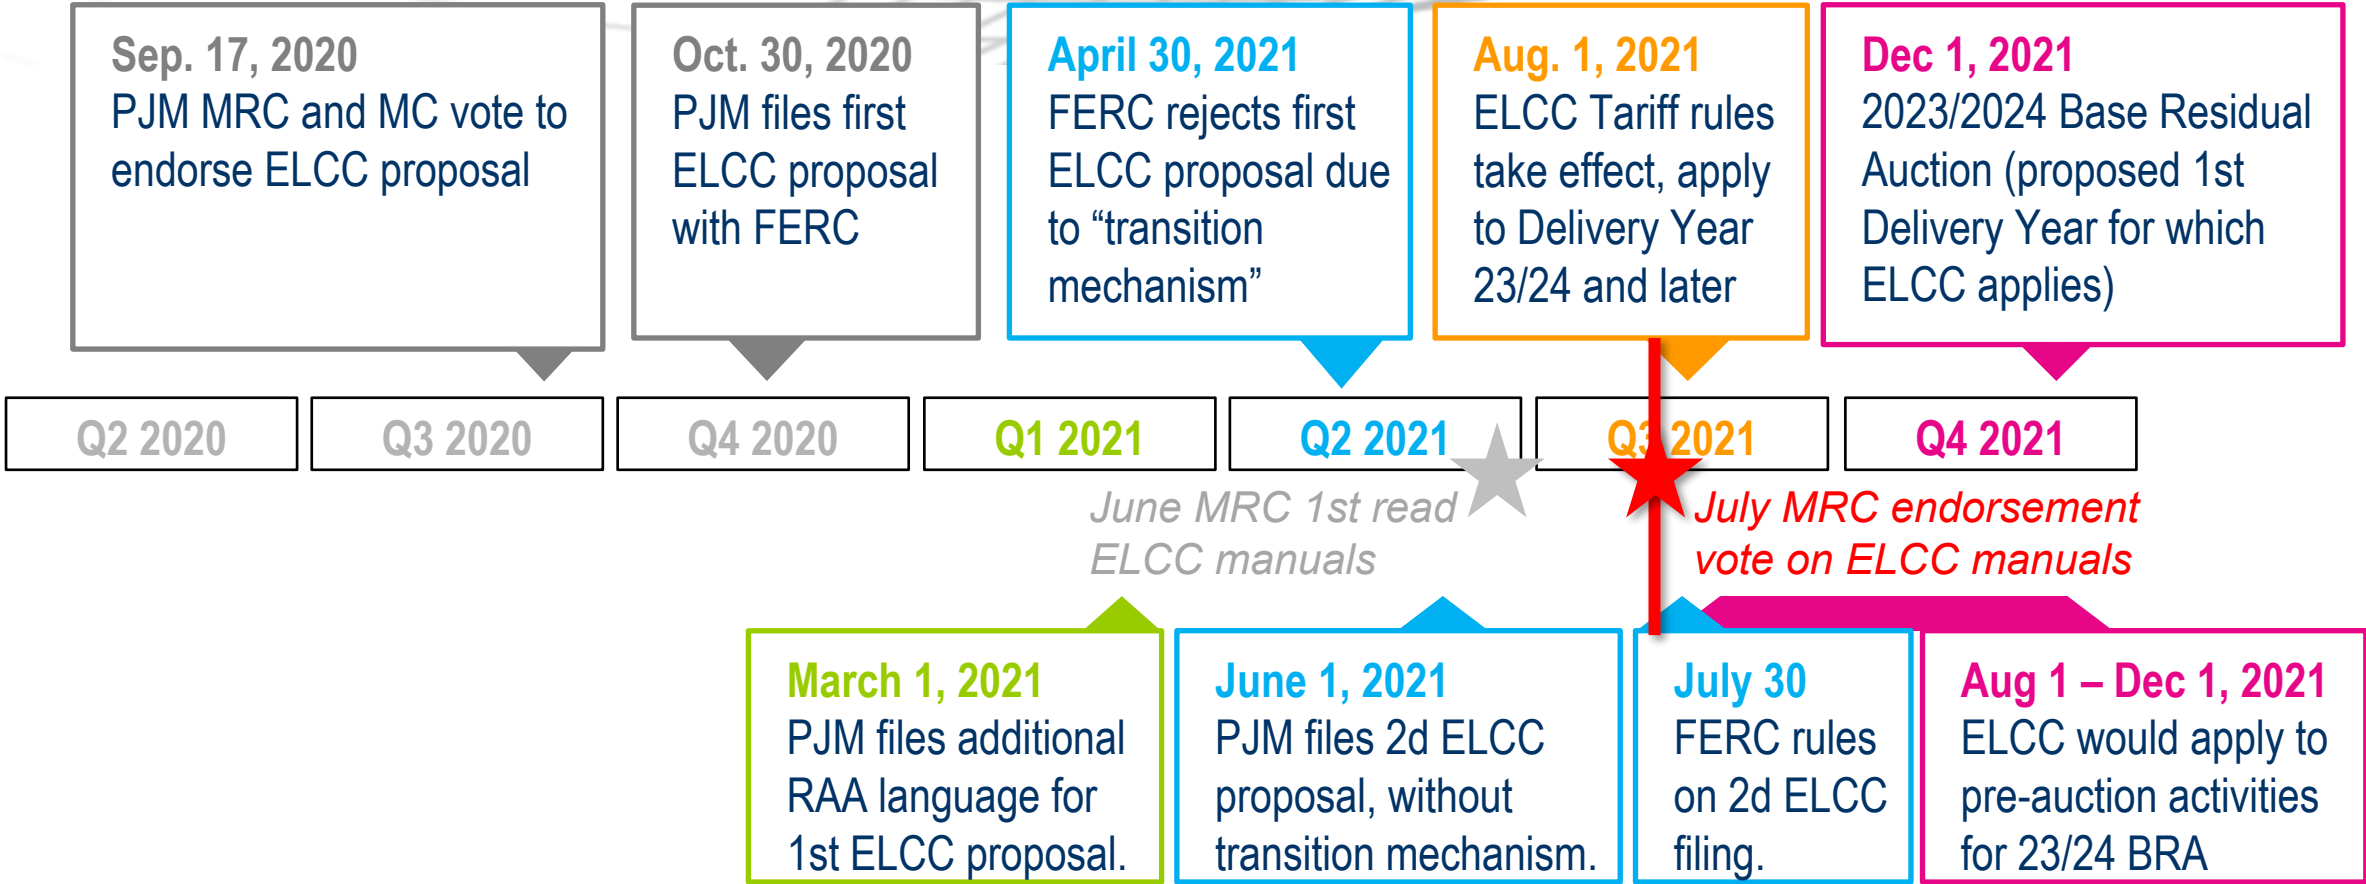 Sep. 17, 2020
PJM MRC and MC vote to
endorse ELCC proposal
Oct. 30, 2020
PJM files first
ELCC proposal
with FERC
April 30, 2021
FERC rejects first
ELCC proposal due
to “transition
mechanism”
Aug. 1, 2021
ELCC Tariff rules
take effect, apply
to Delivery Year
23/24 and later
Dec 1, 2021
2023/2024 Base Residual
Auction (proposed 1st
Delivery Year for which
ELCC applies)
Q2 2020
Q3 2020
Q4 2020
Q1 2021
Q2 2021
Q3 2021
Q4 2021
June MRC 1st read
ELCC manuals
July MRC endorsement
vote on ELCC manuals
March 1, 2021
PJM files additional
RAA language for
1st ELCC proposal.
June 1, 2021
PJM files 2d ELCC
proposal, without
transition mechanism.
July 30
FERC rules
on 2d ELCC
filing.
Aug 1 – Dec 1, 2021
ELCC would apply to
pre-auction activities
for 23/24 BRA